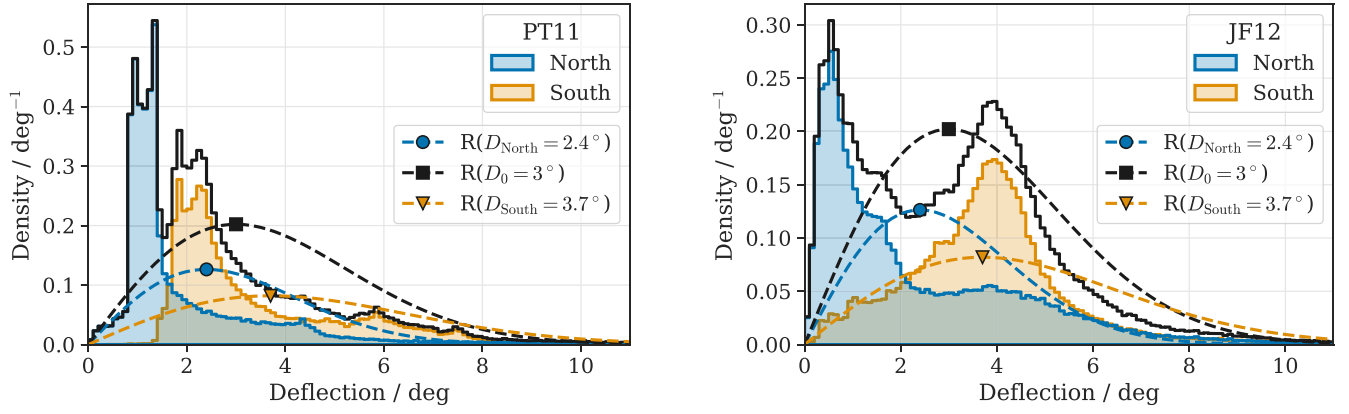 PT11
North
South
R(D_North = 2.4°)
R(D_0 = 3°)
R(D_South = 3.7°)
Density / deg⁻¹
0.5
0.4
0.3
0.2
0.1
0.0
0 2 4 6 8 10
Deflection / deg
JF12
North
South
R(D_North = 2.4°)
R(D_0 = 3°)
R(D_South = 3.7°)
Density / deg⁻¹
0.30
0.25
0.20
0.15
0.10
0.05
0.00
0 2 4 6 8 10
Deflection / deg